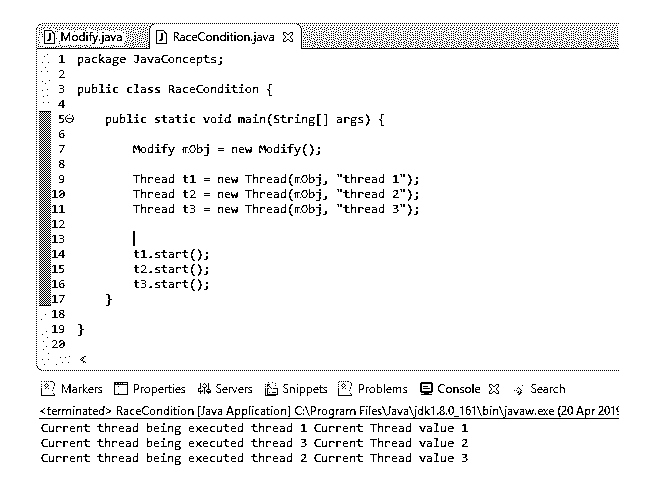 Modify.java RaceCondition.java
1 package JavaConcepts;
2
3 public class RaceCondition {
4
5 public static void main(String[] args) {
6
7 Modify mObj = new Modify();
8
9 Thread t1 = new Thread(mObj, "thread 1");
10 Thread t2 = new Thread(mObj, "thread 2");
11 Thread t3 = new Thread(mObj, "thread 3");
12
13
14 t1.start();
15 t2.start();
16 t3.start();
17 }
18
19 }
20
Markers Properties Servers Snippets Problems Console Search
<terminated> RaceCondition [Java Application] C:\Program Files\Java\jdk1.8.0_161\bin\javaw.exe (20 Apr 2019
Current thread being executed thread 1 Current Thread value 1
Current thread being executed thread 3 Current Thread value 2
Current thread being executed thread 2 Current Thread value 3